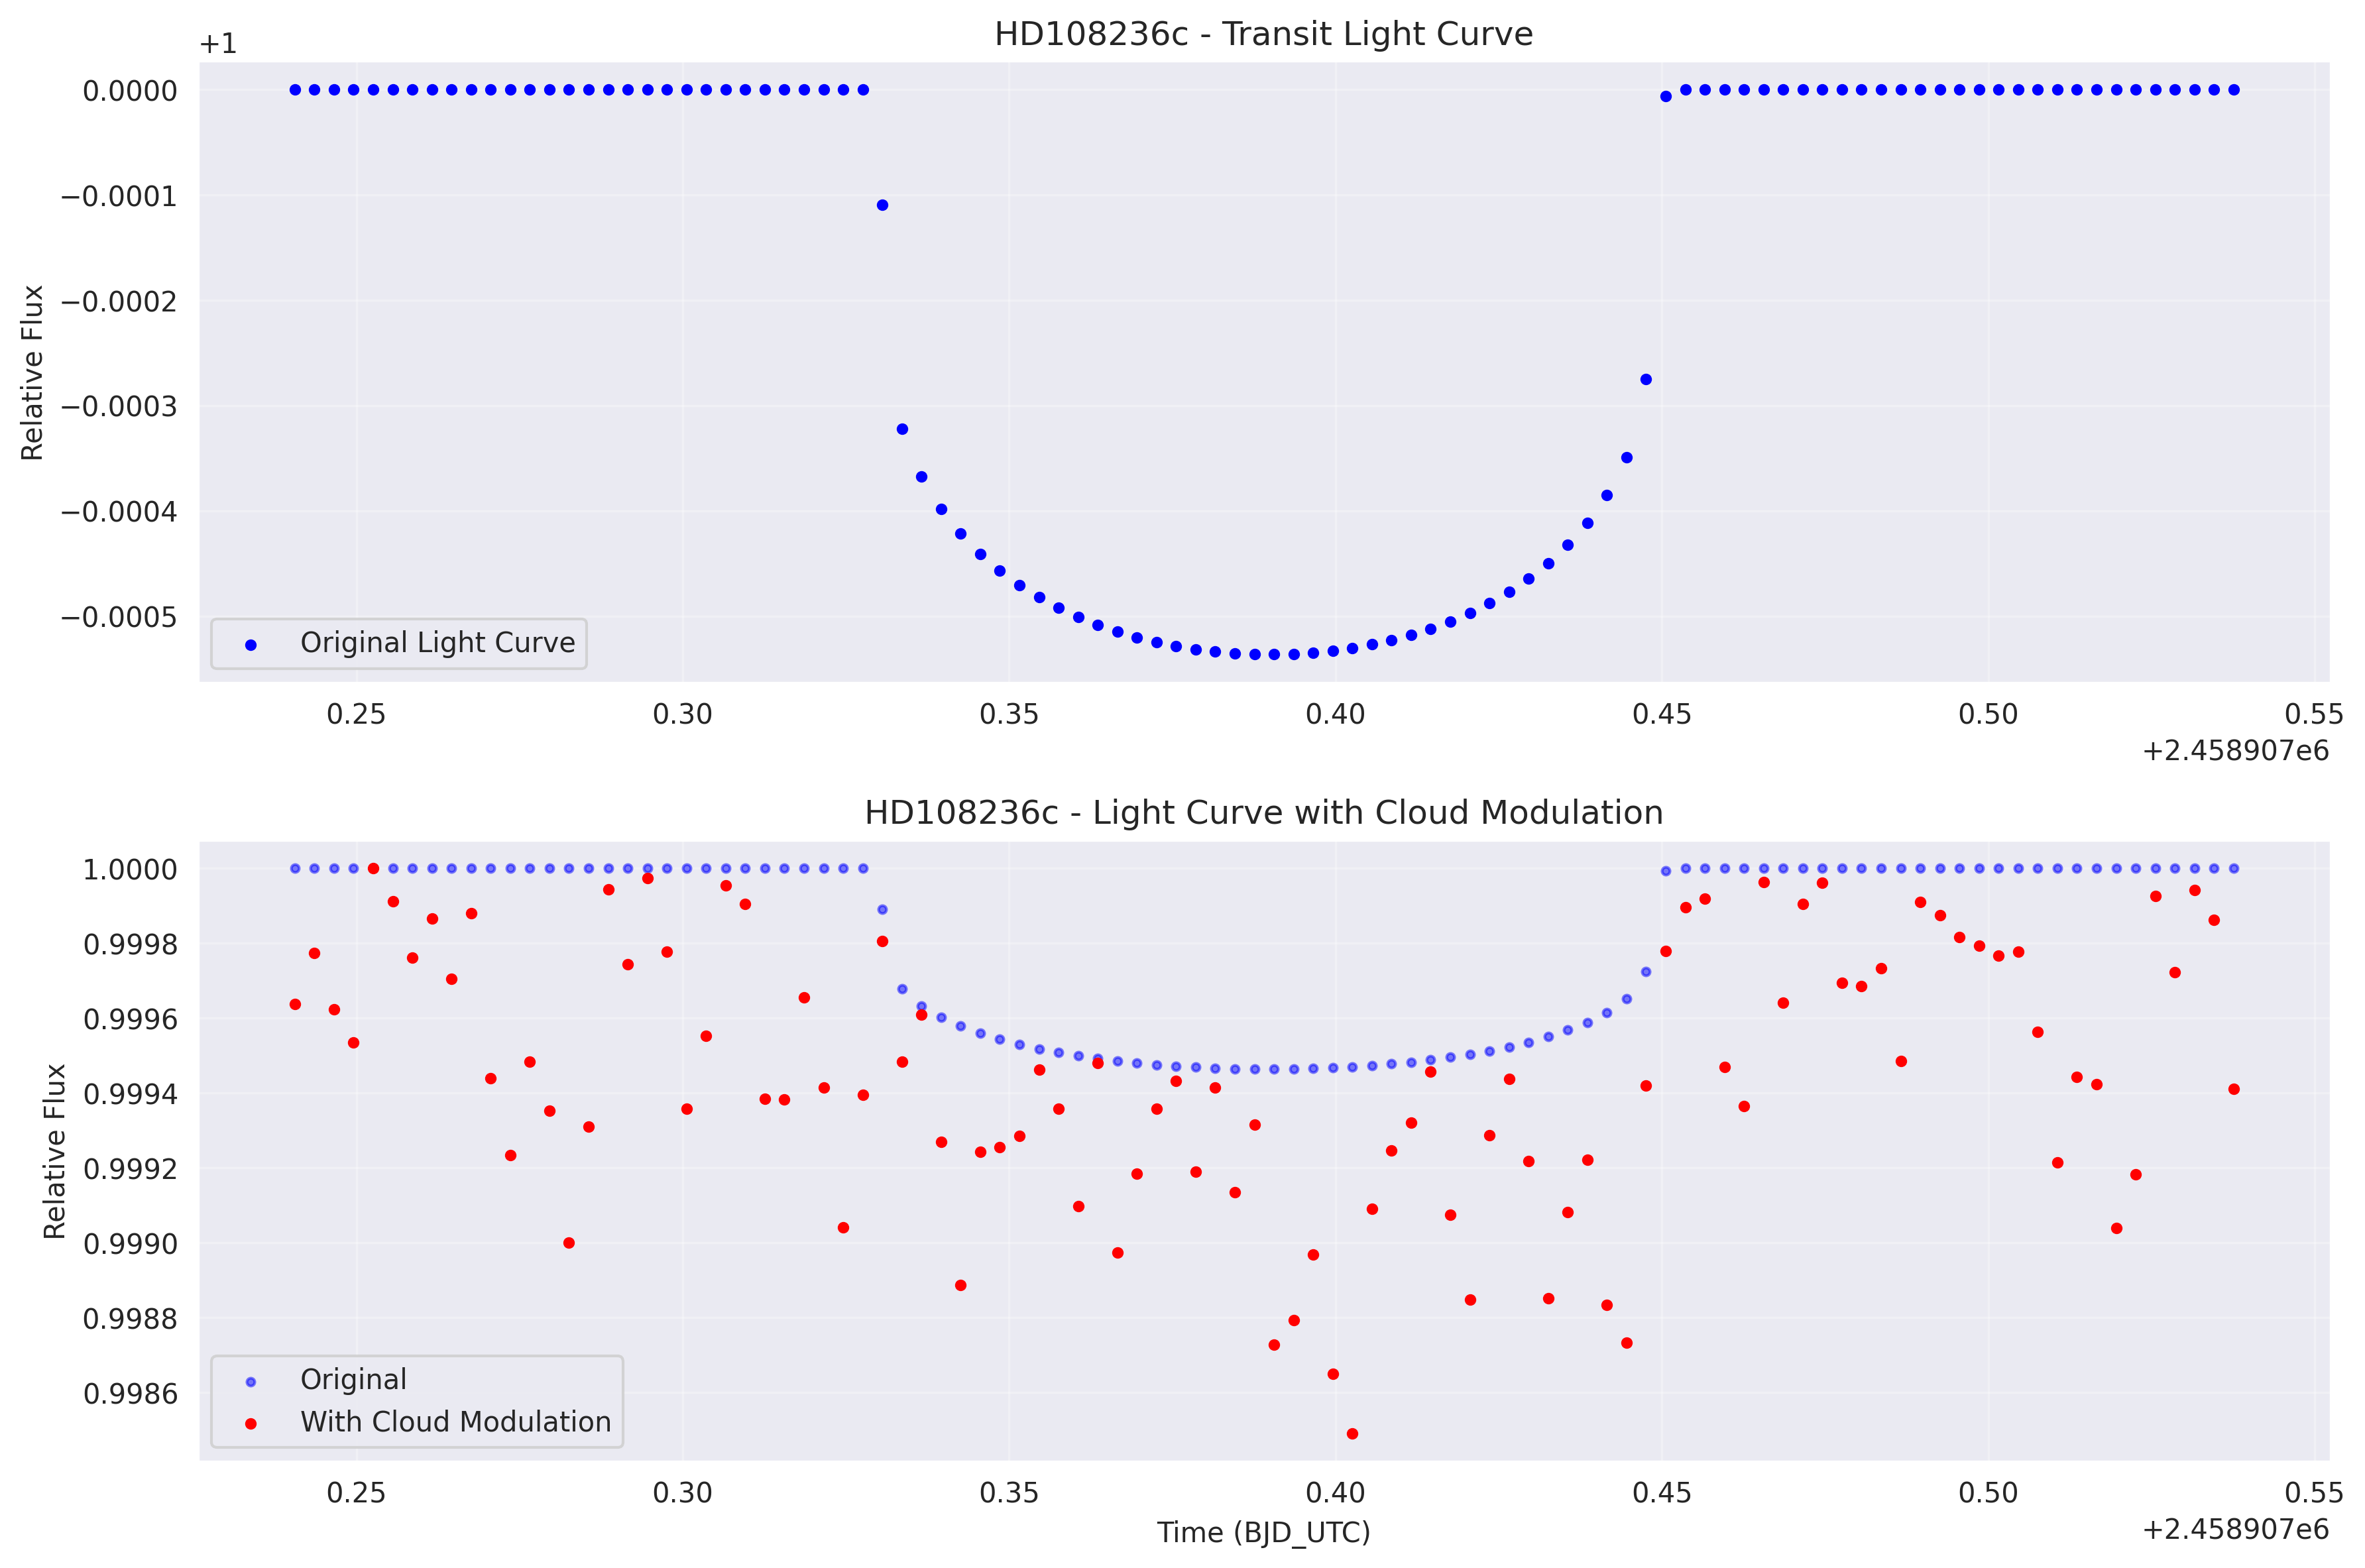 HD108236c - Transit Light Curve
+1
0.0000
−0.0001
−0.0002
−0.0003
−0.0004
−0.0005
Relative Flux
Original Light Curve
0.25 0.30 0.35 0.40 0.45 0.50 0.55
+2.458907e6
HD108236c - Light Curve with Cloud Modulation
1.0000
0.9998
0.9996
0.9994
0.9992
0.9990
0.9988
0.9986
Relative Flux
Original
With Cloud Modulation
0.25 0.30 0.35 0.40 0.45 0.50 0.55
+2.458907e6
Time (BJD_UTC)